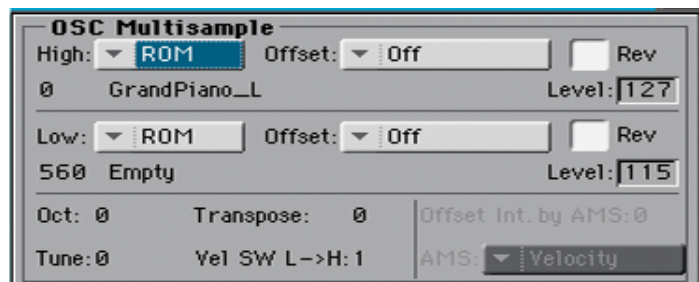 OSC Multisample
High: ROM Offset: Off Rev
0 GrandPiano_L Level: 127
Low: ROM Offset: Off Rev
560 Empty Level: 115
Oct: 0 Transpose: 0 Offset Int. by AMS:0
Tune:0 Vel SW L->H:1 AMS: Velocity